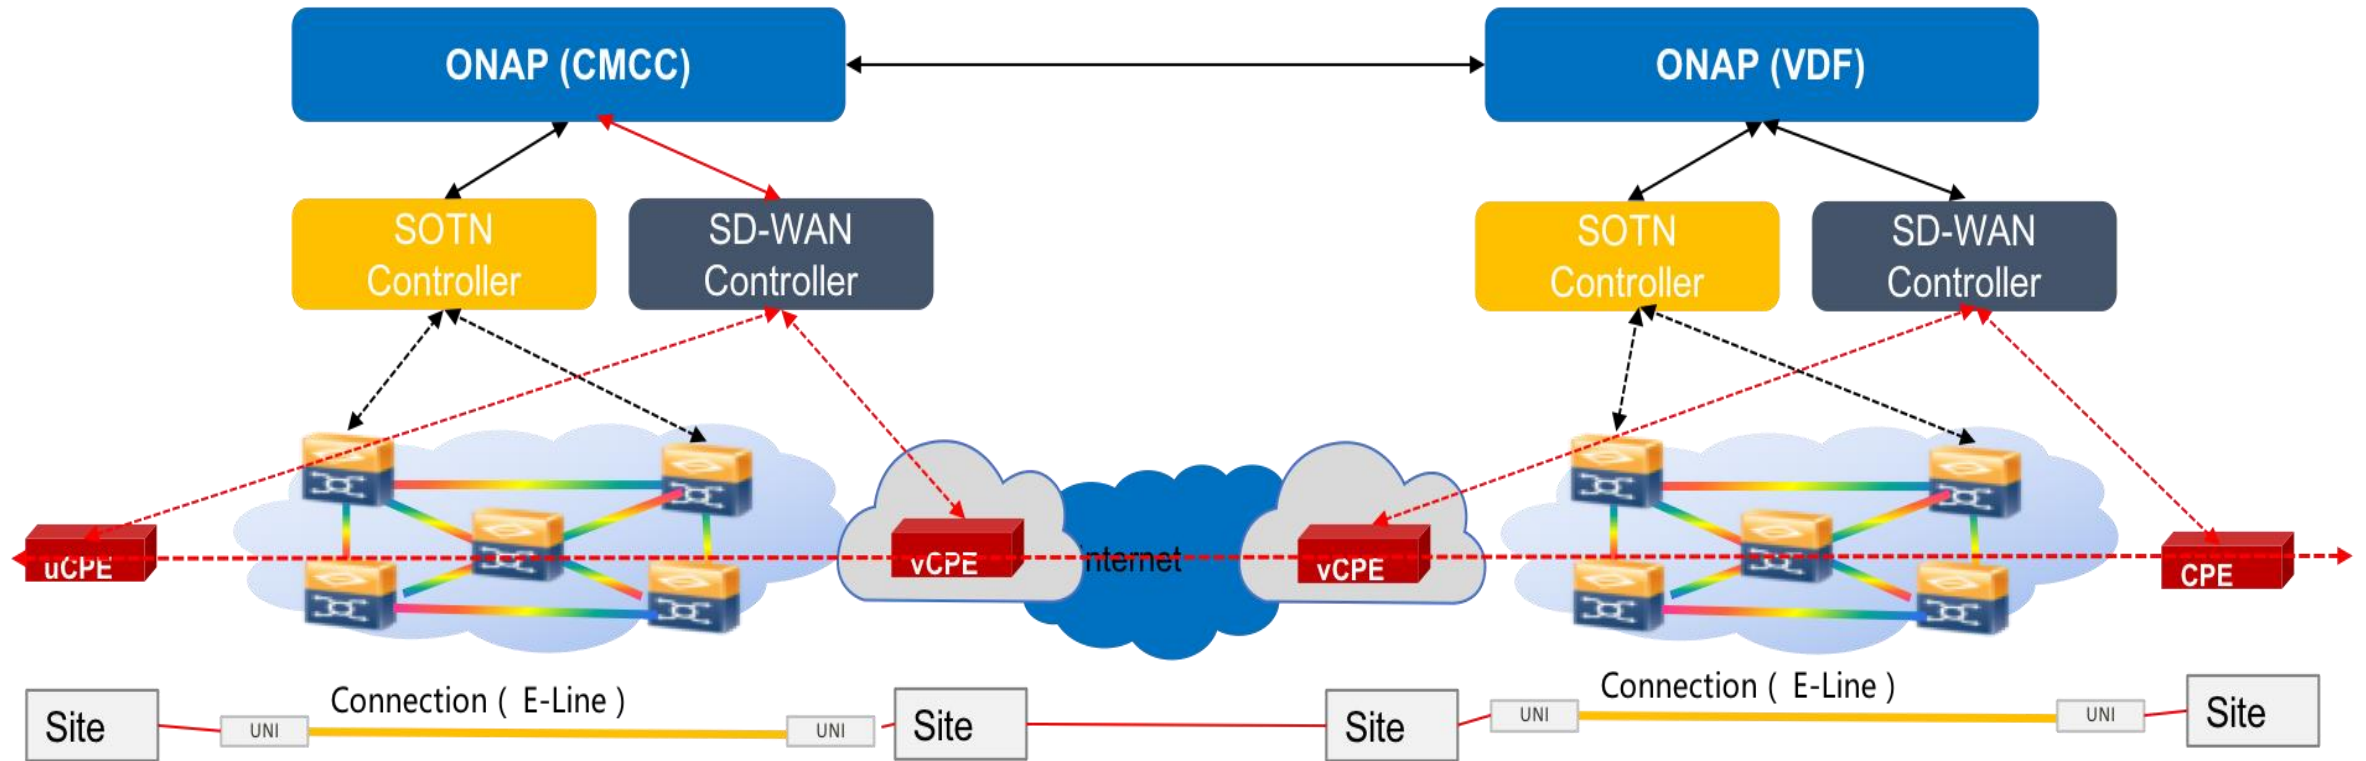 ONAP (CMCC)
ONAP (VDF)
SOTN
Controller
SD-WAN
Controller
SOTN
Controller
SD-WAN
Controller
uCPE
vCPE
internet
vCPE
CPE
Connection ( E-Line )
Connection ( E-Line )
Site
UNI
UNI
Site
Site
UNI
UNI
Site